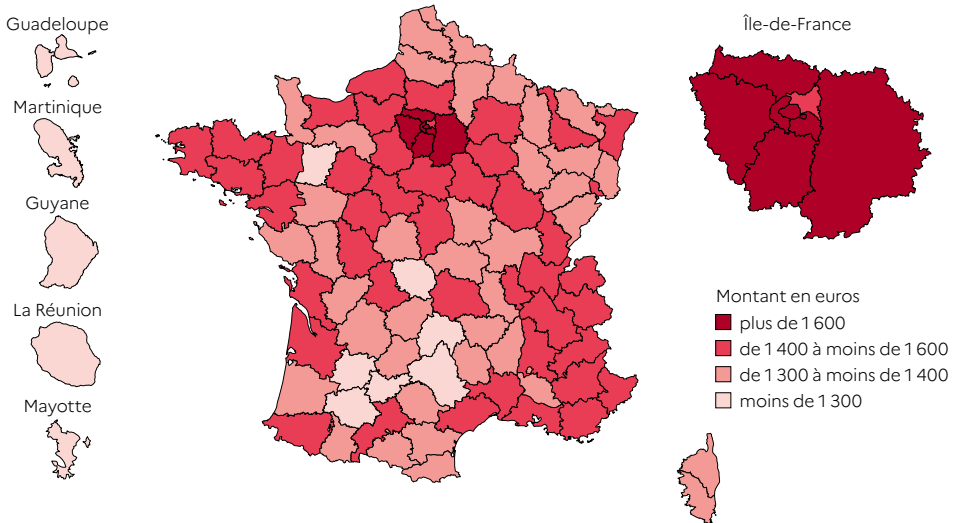 Guadeloupe
Martinique
Guyane
La Réunion
Mayotte
Île-de-France
Montant en euros
plus de 1 600
de 1 400 à moins de 1 600
de 1 300 à moins de 1 400
moins de 1 300